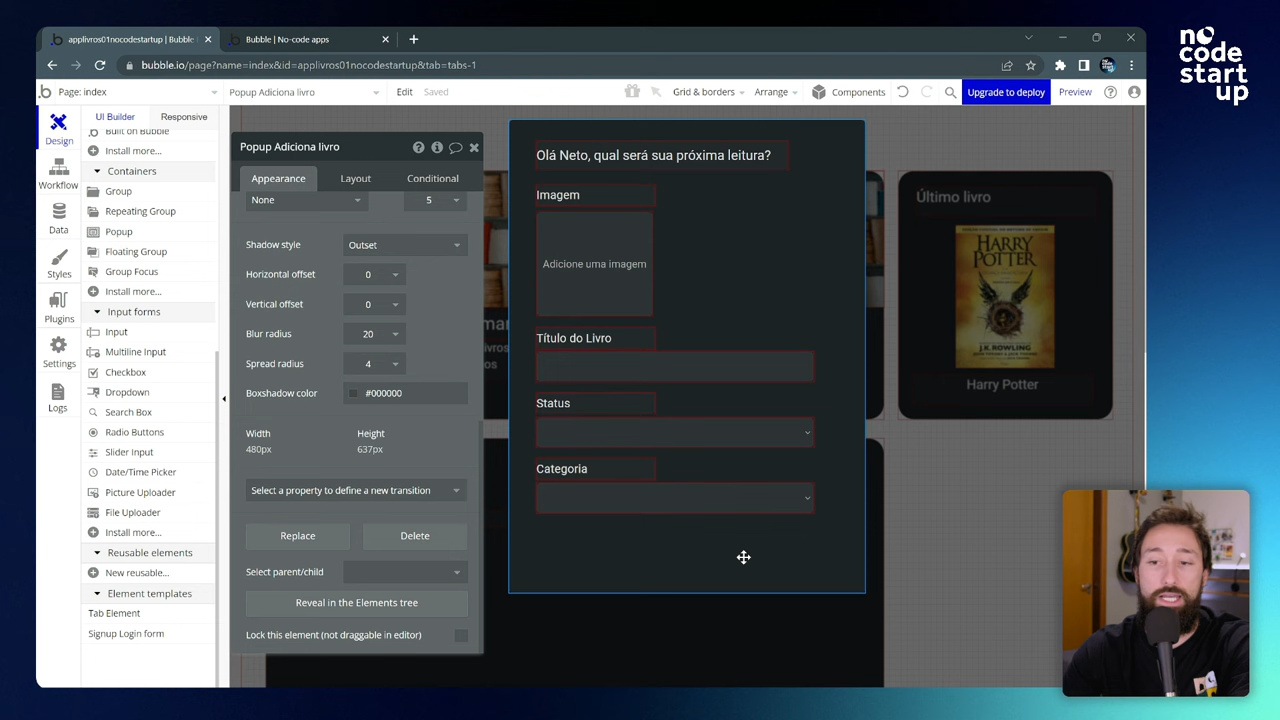 no
code
start
up
applivros01nocodestartup | Bubble
Bubble | No-code apps
bubble.io/page?name=index&id=applivros01nocodestartup&tab=tabs-1
Page: index
Popup Adiciona livro
Edit
Saved
Grid & borders
Arrange
Components
Upgrade to deploy
Preview
Design
Workflow
Data
Styles
Plugins
Settings
Logs
UI Builder
Responsive
Built on Bubble
Install more...
Containers
Group
Repeating Group
Popup
Floating Group
Group Focus
Install more...
Input forms
Input
Multiline Input
Checkbox
Dropdown
Search Box
Radio Buttons
Slider Input
Date/Time Picker
Picture Uploader
File Uploader
Install more...
Reusable elements
New reusable...
Element templates
Tab Element
Signup Login form
Popup Adiciona livro
Appearance
Layout
Conditional
None
5
Shadow style
Outset
Horizontal offset
0
Vertical offset
0
Blur radius
20
Spread radius
4
Boxshadow color
#000000
Width
Height
480px
637px
Select a property to define a new transition
Replace
Delete
Select parent/child
Reveal in the Elements tree
Lock this element (not draggable in editor)
Olá Neto, qual será sua próxima leitura?
Imagem
Adicione uma imagem
Título do Livro
Status
Categoria
Último livro
HARRY
POTTER
J.K.ROWLING
Harry Potter